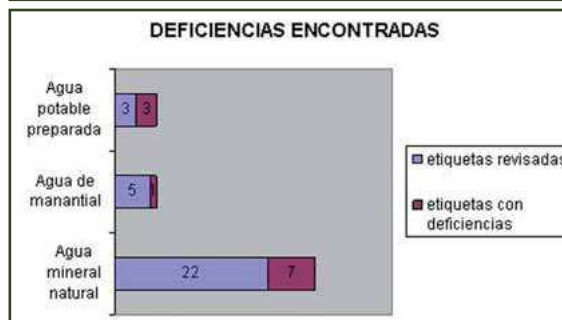 DEFICIENCIAS ENCONTRADAS
Agua
potable
preparada
3 3
Agua de
manantial
5 1
Agua
mineral
natural
22 7
etiquetas revisadas
etiquetas con
deficiencias